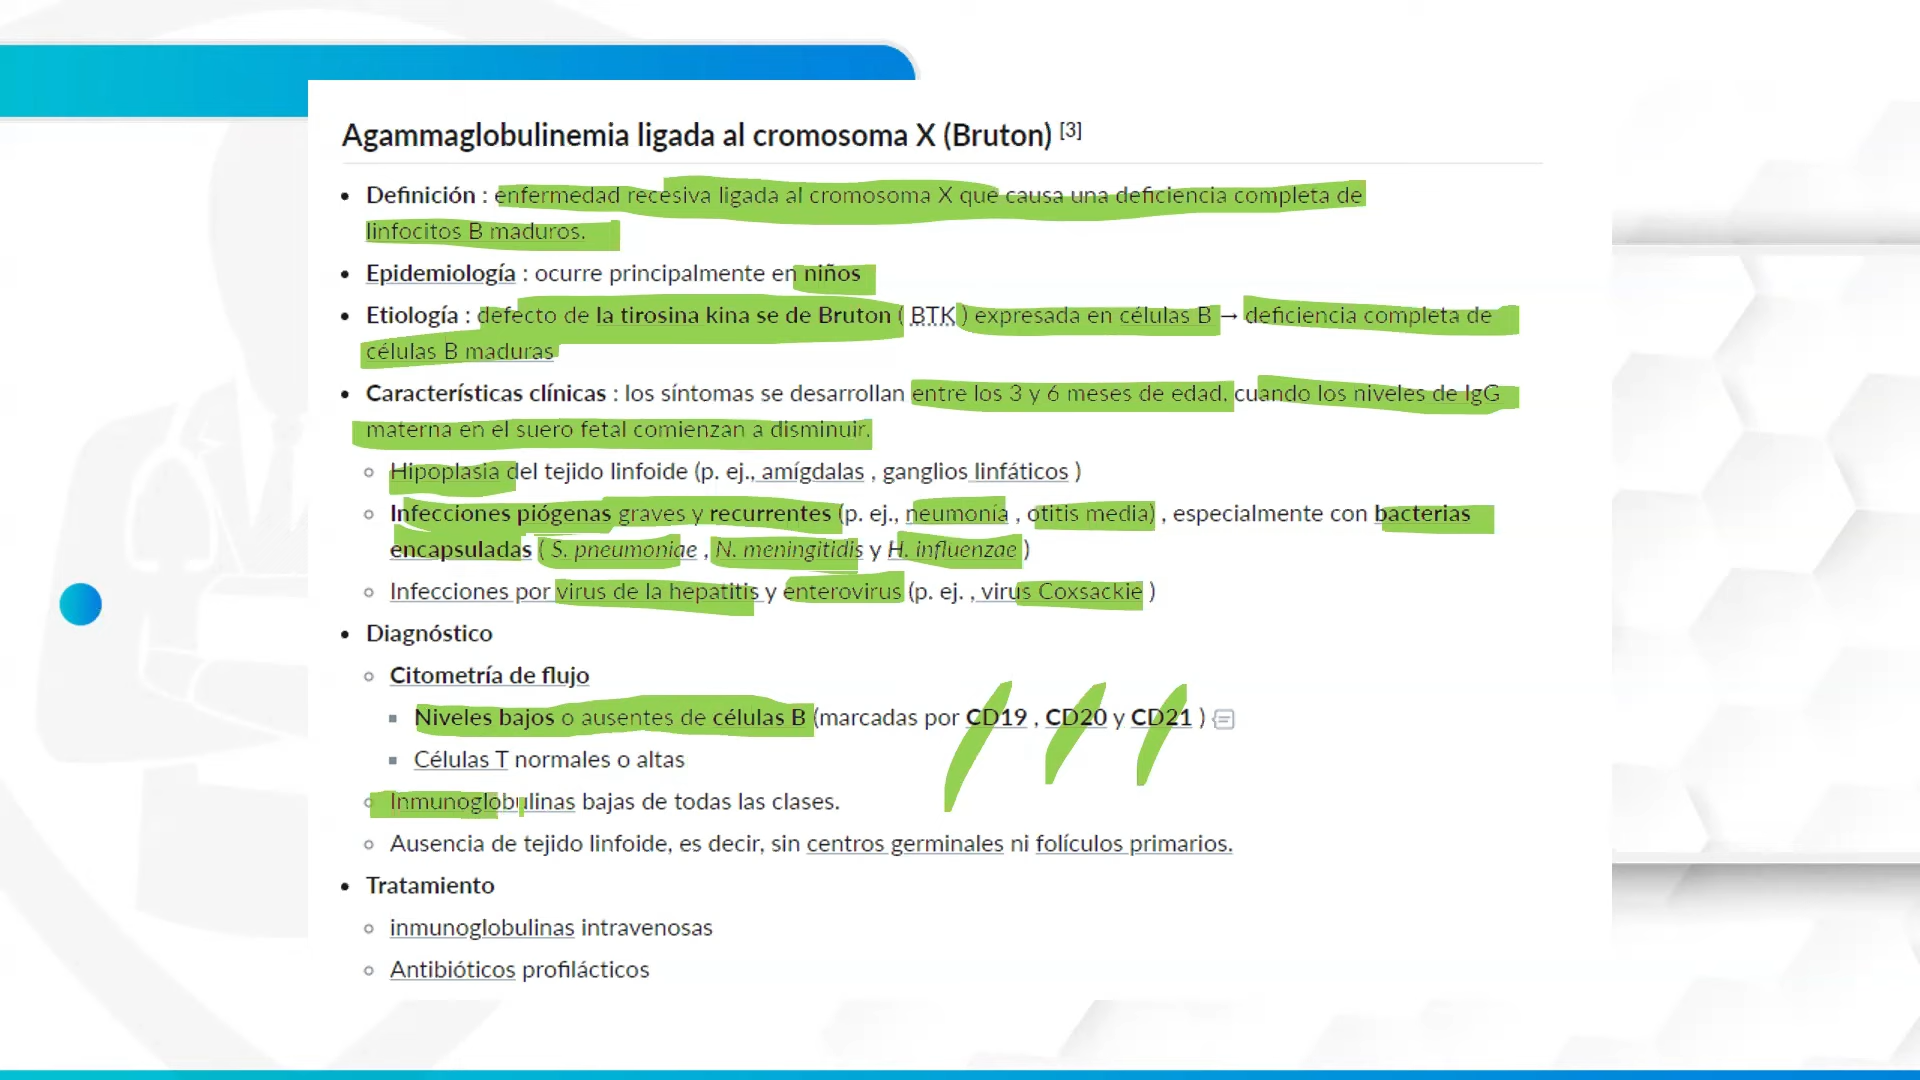 Agammaglobulinemia ligada al cromosoma X (Bruton) [3]
• Definición : enfermedad recesiva ligada al cromosoma X que causa una deficiencia completa de
linfocitos B maduros.
• Epidemiología : ocurre principalmente en niños
• Etiología : defecto de la tirosina kina se de Bruton ( BTK ) expresada en células B → deficiencia completa de
células B maduras
• Características clínicas : los síntomas se desarrollan entre los 3 y 6 meses de edad, cuando los niveles de IgG
materna en el suero fetal comienzan a disminuir.
○ Hipoplasia del tejido linfoide (p. ej., amígdalas , ganglios linfáticos )
○ Infecciones piógenas graves y recurrentes (p. ej., neumonía , otitis media) , especialmente con bacterias
encapsuladas ( S. pneumoniae , N. meningitidis y H. influenzae )
○ Infecciones por virus de la hepatitis y enterovirus (p. ej. , virus Coxsackie )
• Diagnóstico
○ Citometría de flujo
▪ Niveles bajos o ausentes de células B (marcadas por CD19 , CD20 y CD21 )
▪ Células T normales o altas
○ Inmunoglobulinas bajas de todas las clases.
○ Ausencia de tejido linfoide, es decir, sin centros germinales ni folículos primarios.
• Tratamiento
○ inmunoglobulinas intravenosas
○ Antibióticos profilácticos